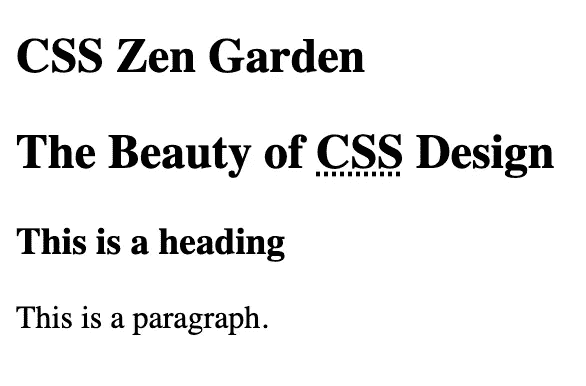 CSS Zen Garden
The Beauty of CSS Design
This is a heading
This is a paragraph.